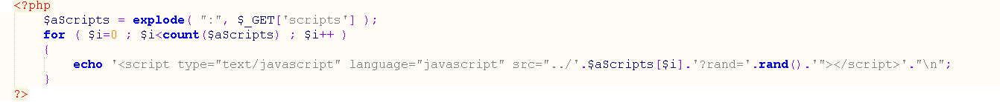 <?php
$aScripts = explode( ":", $_GET['scripts'] );
for ( $i=0 ; $i<count($aScripts) ; $i++ )
{
echo '<script type="text/javascript" language="javascript" src="../'.$aScripts[$i].'?rand='.rand().'"></script>'."\n";
}
?>